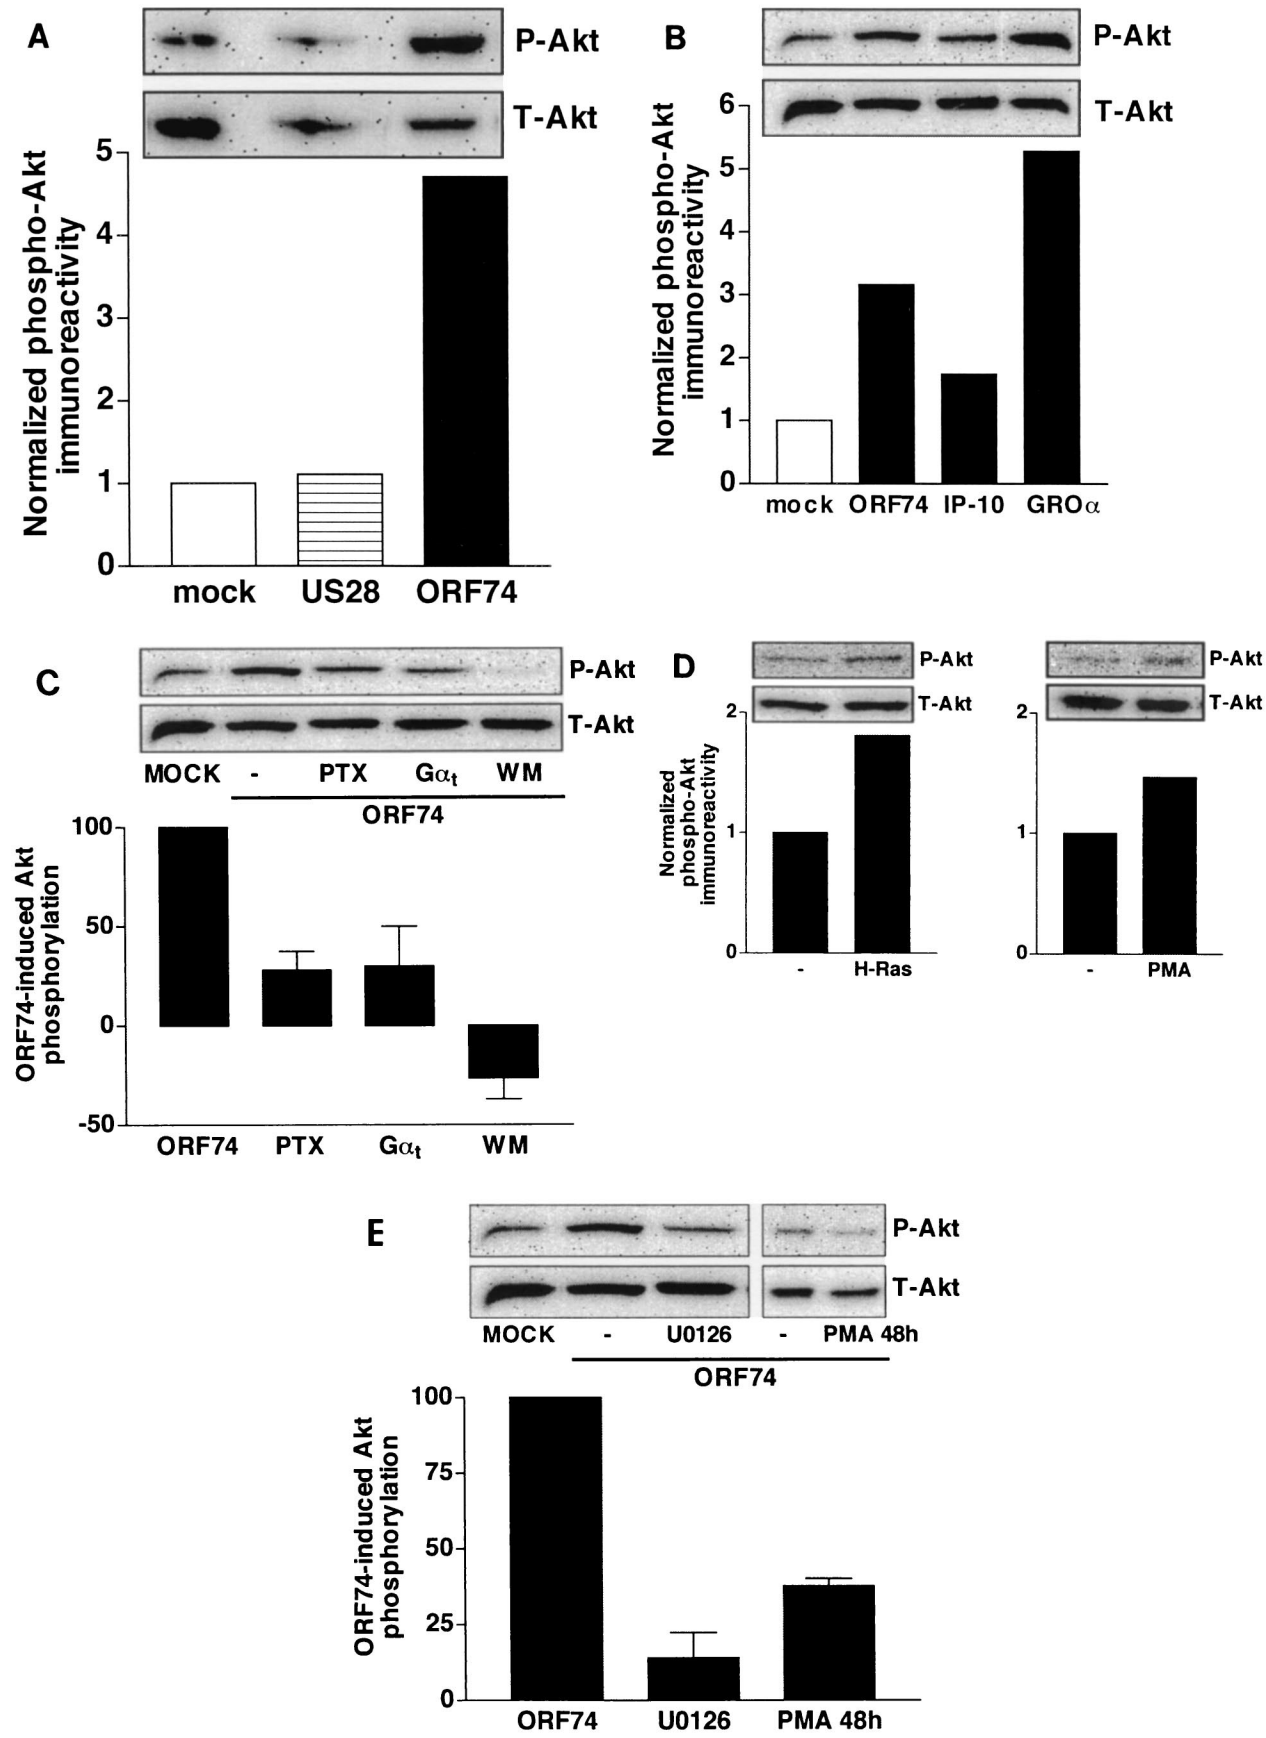 A
P-Akt
T-Akt
Normalized phospho-Akt
immunoreactivity
5
4
3
2
1
0
mock US28 ORF74
B
P-Akt
T-Akt
Normalized phospho-Akt
immunoreactivity
6
5
4
3
2
1
0
mock ORF74 IP-10 GROα
C
P-Akt
T-Akt
MOCK - PTX Gαt WM
ORF74
ORF74-induced Akt
phosphorylation
100
50
0
-50
ORF74 PTX Gαt WM
D
P-Akt
T-Akt
Normalized
phospho-Akt
immunoreactivity
2
1
0
- H-Ras
P-Akt
T-Akt
2
1
0
- PMA
E
P-Akt
T-Akt
MOCK - U0126 - PMA 48h
ORF74
ORF74-induced Akt
phosphorylation
100
75
50
25
0
ORF74 U0126 PMA 48h